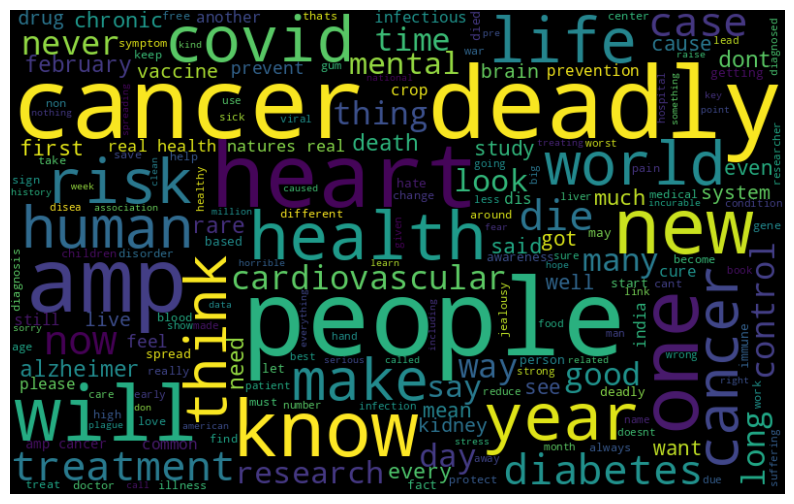 drug chronic free another infectious died thats center case
never symptom covid time life cause pre diagnosed
february keep vaccine prevent kind gum mental brain prevention war raise lead dont getting
cancer deadly
non nothing spreading use sick viral national crop thing hospital something key point researcher
first real health natures real death study treating worst
take save clean help hate going big world even
sign history risk week association healthy heart caused change look less liver pain incurable medical condition system
human disea rare million different given around dis die much new
children disorder based health said fear awareness got many may gene
diagnosis amp horrible learn cardiovascular sure hope well cure become book
still live blood data everything need hand including people jealousy food india start link cant control
sorry now feel show made think best way person man immune
age alzheimer spread really let serious called make say see good strong related wrong one cancer
please care early patient must number infection mean kidney reduce deadly right
will high don love know year stress doesnt name work long
plague american find month always want due suffering
amp cancer common research day away
treatment every diabetes
treat doctor call illness fact protect